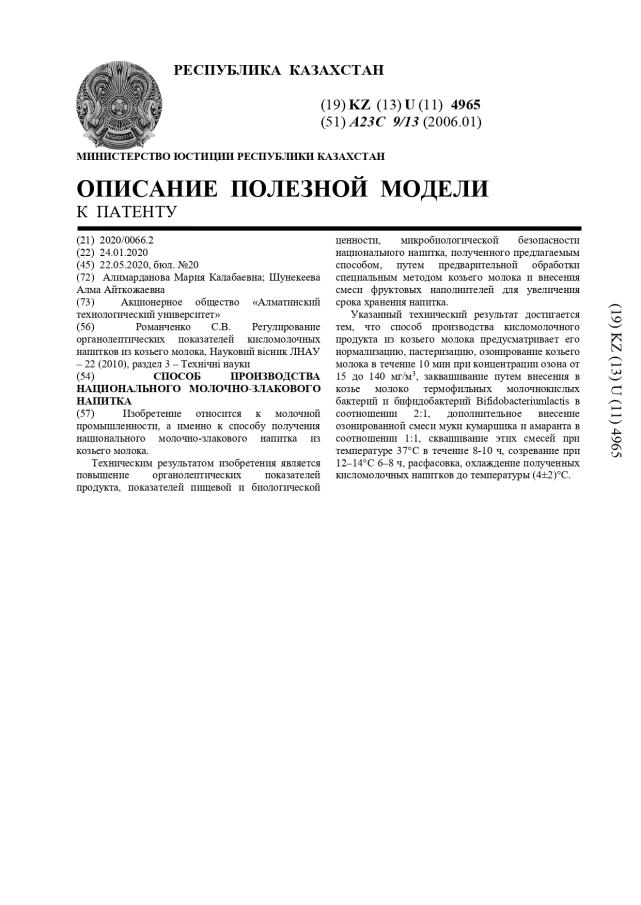 РЕСПУБЛИКА КАЗАХСТАН
(19) KZ (13) U (11) 4965
(51) A23C 9/13 (2006.01)
МИНИСТЕРСТВО ЮСТИЦИИ РЕСПУБЛИКИ КАЗАХСТАН
ОПИСАНИЕ ПОЛЕЗНОЙ МОДЕЛИ
К ПАТЕНТУ
(21) 2020/0066.2
(22) 24.01.2020
(45) 22.05.2020, бюл. №20
(72) Алимарданова Мария Калабаевна; Шунекеева
Алма Айткожаевна
(73) Акционерное общество «Алматинский
технологический университет»
(56) Романченко С.В. Регулирование
органолептических показателей кисломолочных
напитков из козьего молока, Науковий вісник ЛНАУ
– 22 (2010), раздел 3 – Технічні науки
(54) СПОСОБ ПРОИЗВОДСТВА
НАЦИОНАЛЬНОГО МОЛОЧНО-ЗЛАКОВОГО
НАПИТКА
(57) Изобретение относится к молочной
промышленности, а именно к способу получения
национального молочно-злакового напитка из
козьего молока.
Техническим результатом изобретения является
повышение органолептических показателей
продукта, показателей пищевой и биологической
ценности, микробиологической безопасности
национального напитка, полученного предлагаемым
способом, путем предварительной обработки
специальным методом козьего молока и внесения
смеси фруктовых наполнителей для увеличения
срока хранения напитка.
Указанный технический результат достигается
тем, что способ производства кисломолочного
продукта из козьего молока предусматривает его
нормализацию, пастеризацию, озонирование козьего
молока в течение 10 мин при концентрации озона от
15 до 140 мг/м³, заквашивание путем внесения в
козье молоко термофильных молочнокислых
бактерий и бифидобактерий Bifidobacteriumlactis в
соотношении 2:1, дополнительное внесение
озонированной смеси муки кумаршика и амаранта в
соотношении 1:1, сквашивание этих смесей при
температуре 37°С в течение 8-10 ч, созревание при
12–14°С 6–8 ч, расфасовка, охлаждение полученных
кисломолочных напитков до температуры (4±2)°С.
(19) KZ (13) U (11) 4965